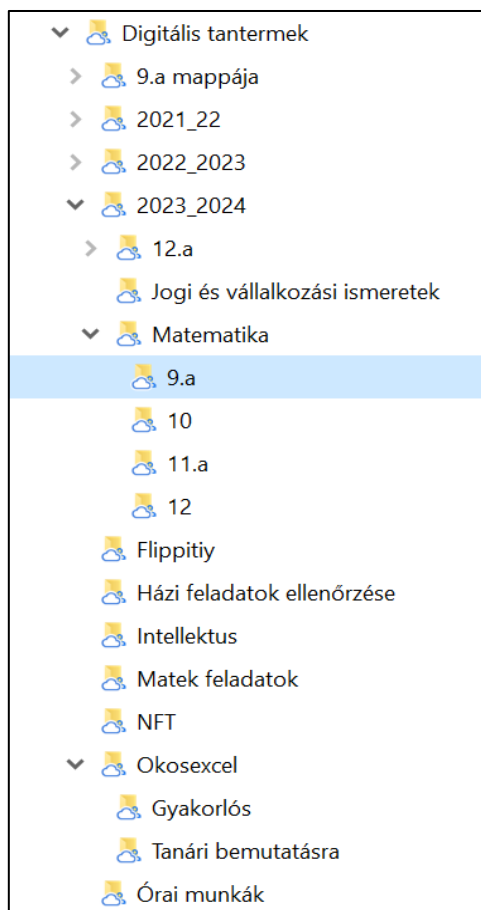 Digitális tantermek
9.a mappája
2021_22
2022_2023
2023_2024
12.a
Jogi és vállalkozási ismeretek
Matematika
9.a
10
11.a
12
Flippitiy
Házi feladatok ellenőrzése
Intellektus
Matek feladatok
NFT
Okosexcel
Gyakorlós
Tanári bemutatásra
Órai munkák